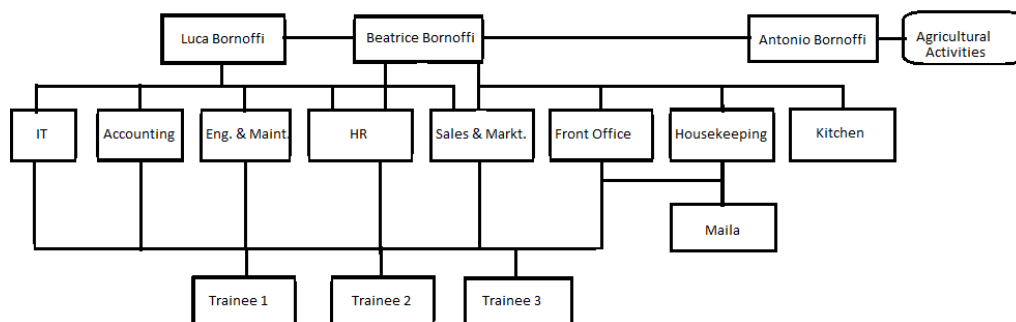 Luca Bornoffi
Beatrice Bornoffi
Antonio Bornoffi
Agricultural
Activities
IT
Accounting
Eng. & Maint.
HR
Sales & Markt.
Front Office
Housekeeping
Kitchen
Maila
Trainee 1
Trainee 2
Trainee 3